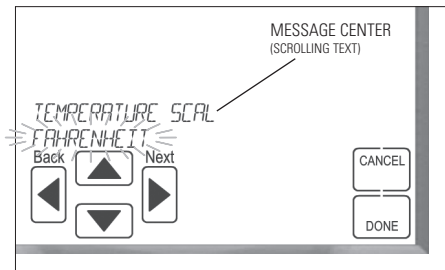 MESSAGE CENTER
(SCROLLING TEXT)
TEMPERATURE SCAL
FAHRENHEIT
Back
Next
CANCEL
DONE